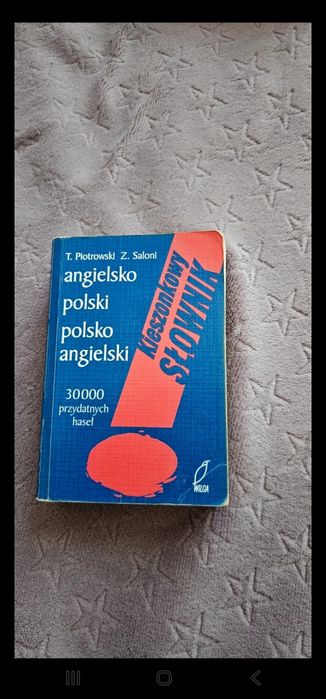 T. Piotrowski Z. Saloni
angielsko
polski
polsko
angielski
30000
przydatnych
haseł
Kieszonkowy
SŁOWNIK
WILGA